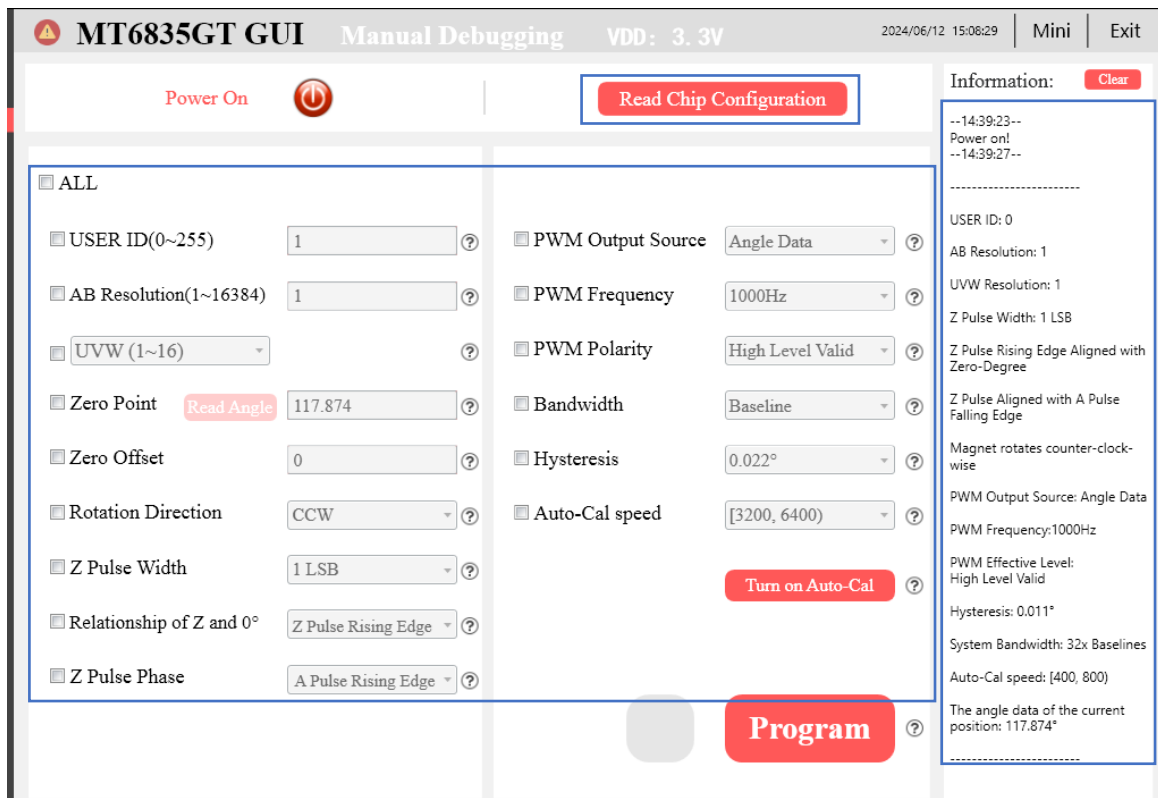 MT6835GT GUI Manual Debugging VDD: 3.3V 2024/06/12 15:08:29 Mini Exit
Power On
Read Chip Configuration
ALL
USER ID(0~255) 1 ?
AB Resolution(1~16384) 1 ?
UVW (1~16) ?
Zero Point Read Angle 117.874 ?
Zero Offset 0 ?
Rotation Direction CCW ?
Z Pulse Width 1 LSB ?
Relationship of Z and 0° Z Pulse Rising Edge ?
Z Pulse Phase A Pulse Rising Edge ?
PWM Output Source Angle Data ?
PWM Frequency 1000Hz ?
PWM Polarity High Level Valid ?
Bandwidth Baseline ?
Hysteresis 0.022° ?
Auto-Cal speed [3200, 6400) ?
Turn on Auto-Cal ?
Program ?
Information: Clear
--14:39:23--
Power on!
--14:39:27--
------------------------
USER ID: 0
AB Resolution: 1
UVW Resolution: 1
Z Pulse Width: 1 LSB
Z Pulse Rising Edge Aligned with
Zero-Degree
Z Pulse Aligned with A Pulse
Falling Edge
Magnet rotates counter-clock-
wise
PWM Output Source: Angle Data
PWM Frequency:1000Hz
PWM Effective Level:
High Level Valid
Hysteresis: 0.011°
System Bandwidth: 32x Baselines
Auto-Cal speed: [400, 800)
The angle data of the current
position: 117.874°
------------------------